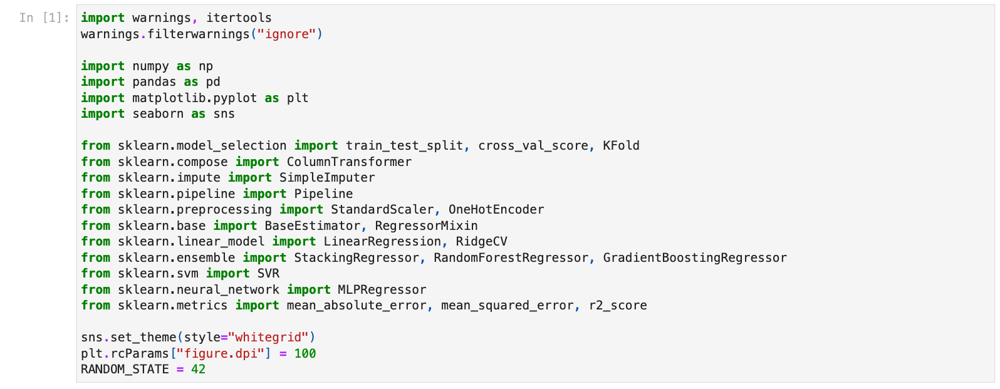 In [1]:
import warnings, itertools
warnings.filterwarnings("ignore")
import numpy as np
import pandas as pd
import matplotlib.pyplot as plt
import seaborn as sns
from sklearn.model_selection import train_test_split, cross_val_score, KFold
from sklearn.compose import ColumnTransformer
from sklearn.impute import SimpleImputer
from sklearn.pipeline import Pipeline
from sklearn.preprocessing import StandardScaler, OneHotEncoder
from sklearn.base import BaseEstimator, RegressorMixin
from sklearn.linear_model import LinearRegression, RidgeCV
from sklearn.ensemble import StackingRegressor, RandomForestRegressor, GradientBoostingRegressor
from sklearn.svm import SVR
from sklearn.neural_network import MLPRegressor
from sklearn.metrics import mean_absolute_error, mean_squared_error, r2_score
sns.set_theme(style="whitegrid")
plt.rcParams["figure.dpi"] = 100
RANDOM_STATE = 42